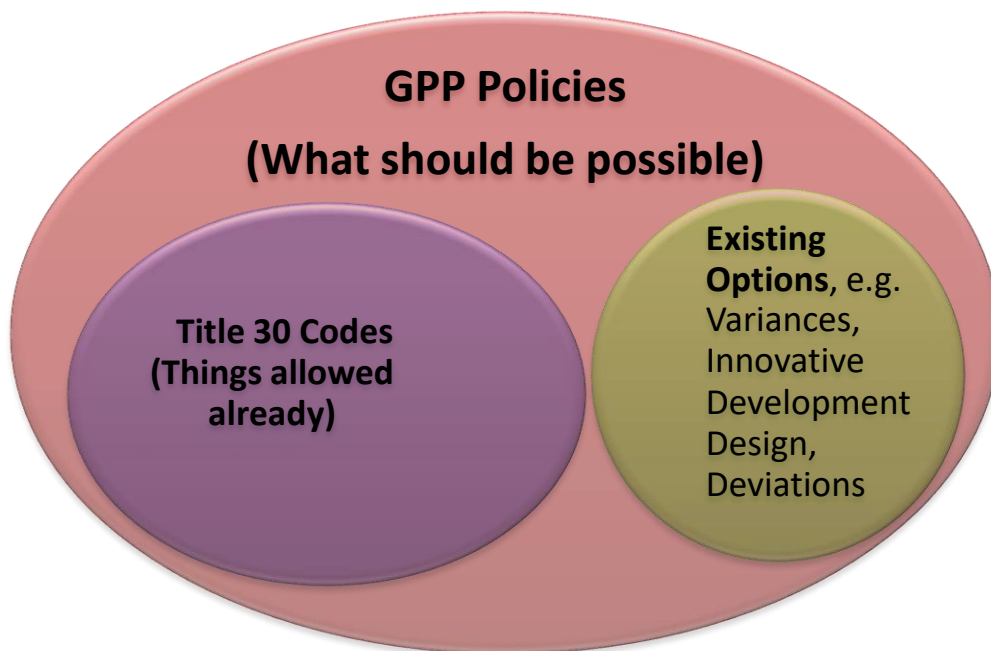 GPP Policies
(What should be possible)
Title 30 Codes
(Things allowed
already)
Existing
Options, e.g.
Variances,
Innovative
Development
Design,
Deviations